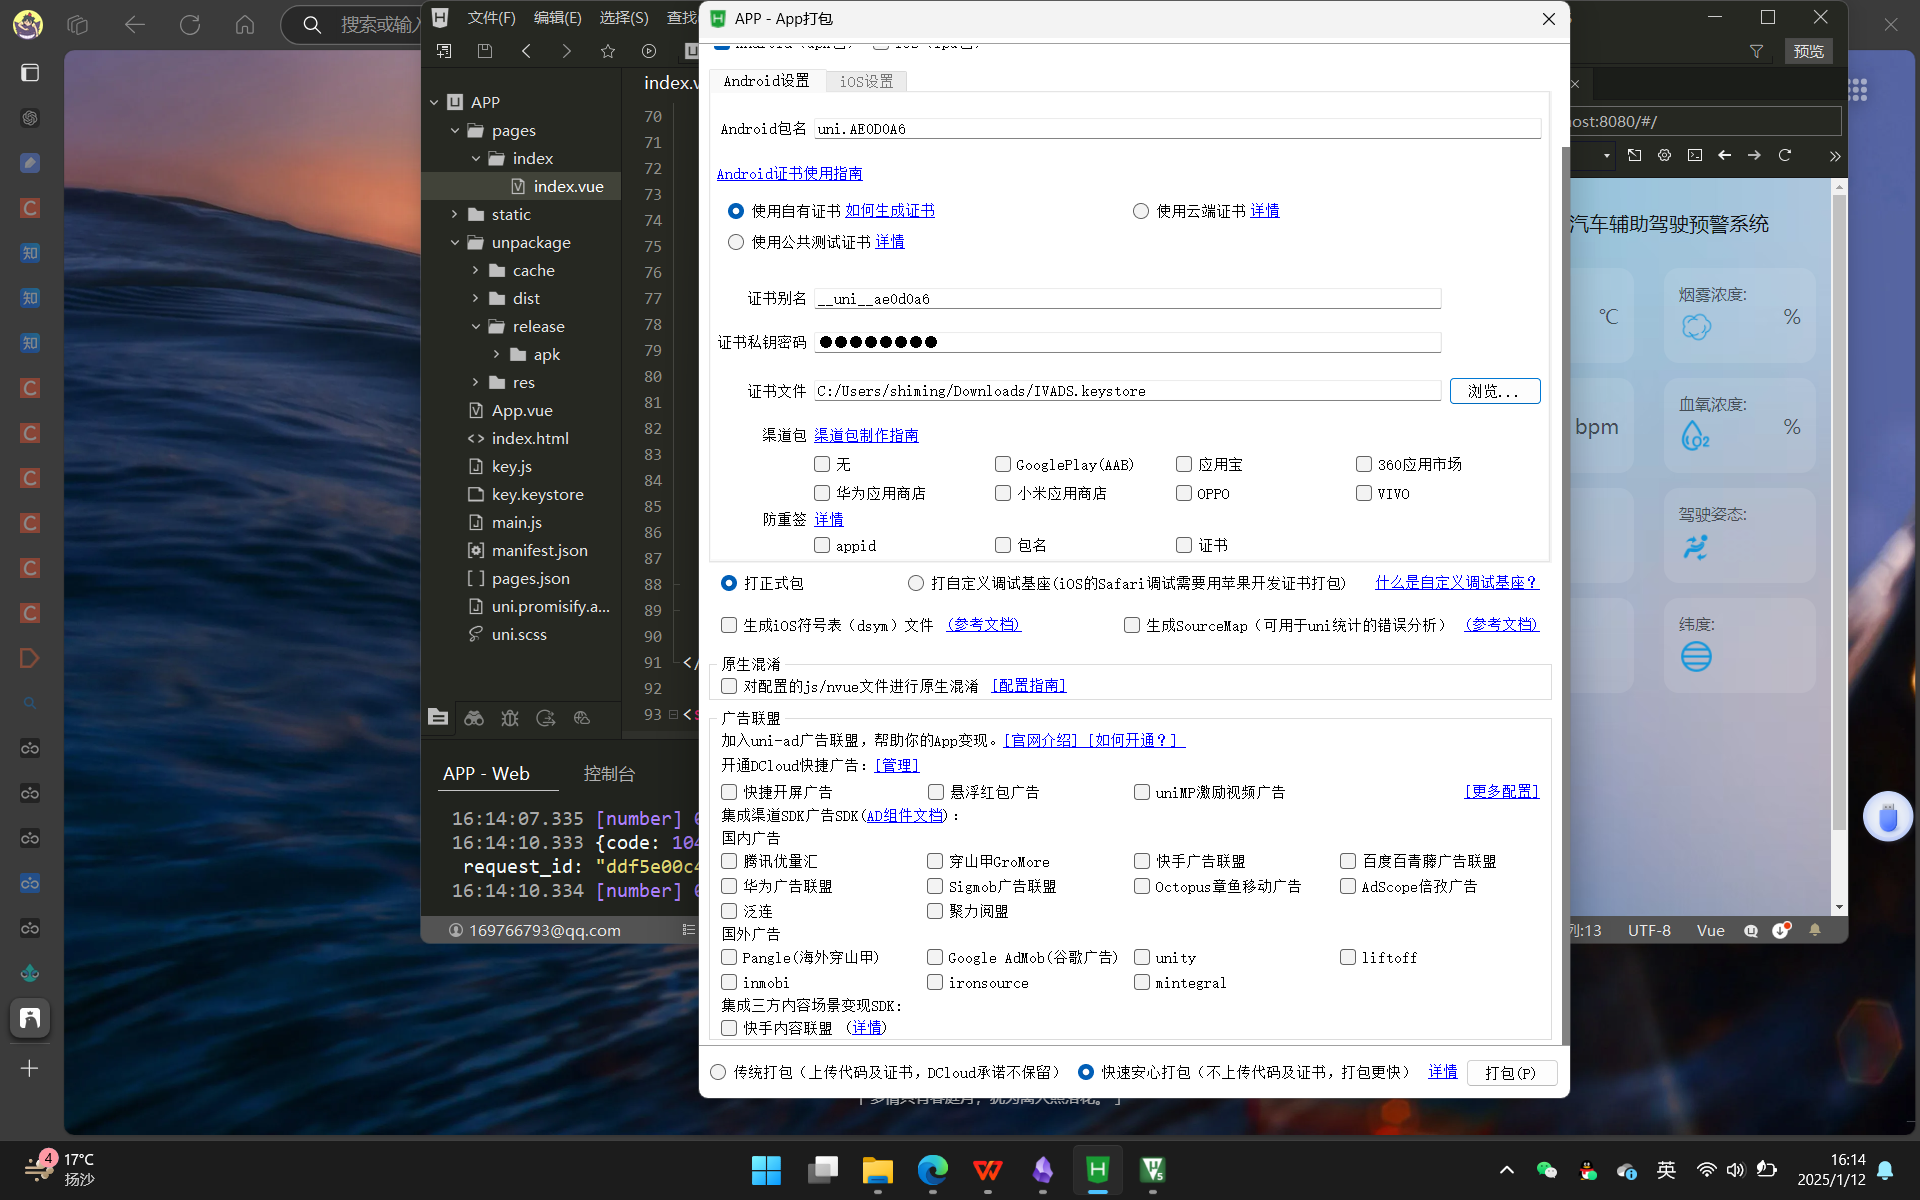 搜索或输入
文件(F) 编辑(E) 选择(S) 查找
APP - App打包
预览
APP
pages
index
index.vue
static
unpackage
cache
dist
release
apk
res
App.vue
index.html
key.js
key.keystore
main.js
manifest.json
pages.json
uni.promisify.a...
uni.scss
index.v
70
71
72
73
74
75
76
77
78
79
80
81
82
83
84
85
86
87
88
89
90
91 </
92
93 <s
Android设置 iOS设置
Android包名 uni.AE0D0A6
Android证书使用指南
使用自有证书 如何生成证书 使用云端证书 详情
使用公共测试证书 详情
证书别名 __uni__ae0d0a6
证书私钥密码 ●●●●●●●●
证书文件 C:/Users/shiming/Downloads/IVADS.keystore 浏览...
渠道包 渠道包制作指南
无 GooglePlay(AAB) 应用宝 360应用市场
华为应用商店 小米应用商店 OPPO VIVO
防重签 详情
appid 包名 证书
打正式包 打自定义调试基座(iOS的Safari调试需要用苹果开发证书打包) 什么是自定义调试基座？
生成iOS符号表（dsym）文件 (参考文档) 生成SourceMap（可用于uni统计的错误分析） (参考文档)
原生混淆
对配置的js/nvue文件进行原生混淆 [配置指南]
广告联盟
加入uni-ad广告联盟，帮助你的App变现。[官网介绍] [如何开通？]
开通DCloud快捷广告：[管理]
快捷开屏广告 悬浮红包广告 uniMP激励视频广告 [更多配置]
集成渠道SDK广告SDK(AD组件文档)：
国内广告
腾讯优量汇 穿山甲GroMore 快手广告联盟 百度百青藤广告联盟
华为广告联盟 Sigmob广告联盟 Octopus章鱼移动广告 AdScope倍孜广告
泛连 聚力阅盟
国外广告
Pangle(海外穿山甲) Google AdMob(谷歌广告) unity liftoff
inmobi ironsource mintegral
集成三方内容场景变现SDK：
快手内容联盟 (详情)
传统打包（上传代码及证书，DCloud承诺不保留） 快速安心打包（不上传代码及证书，打包更快） 详情 打包(P)
ost:8080/#/
汽车辅助驾驶预警系统
℃
烟雾浓度:
%
bpm
血氧浓度:
O2
%
驾驶姿态:
纬度:
APP - Web 控制台
16:14:07.335 [number]
16:14:10.333 {code: 104
request_id: "ddf5e00c4
16:14:10.334 [number]
169766793@qq.com
列:13 UTF-8 Vue
4
17°C
扬沙
英
16:14
2025/1/12